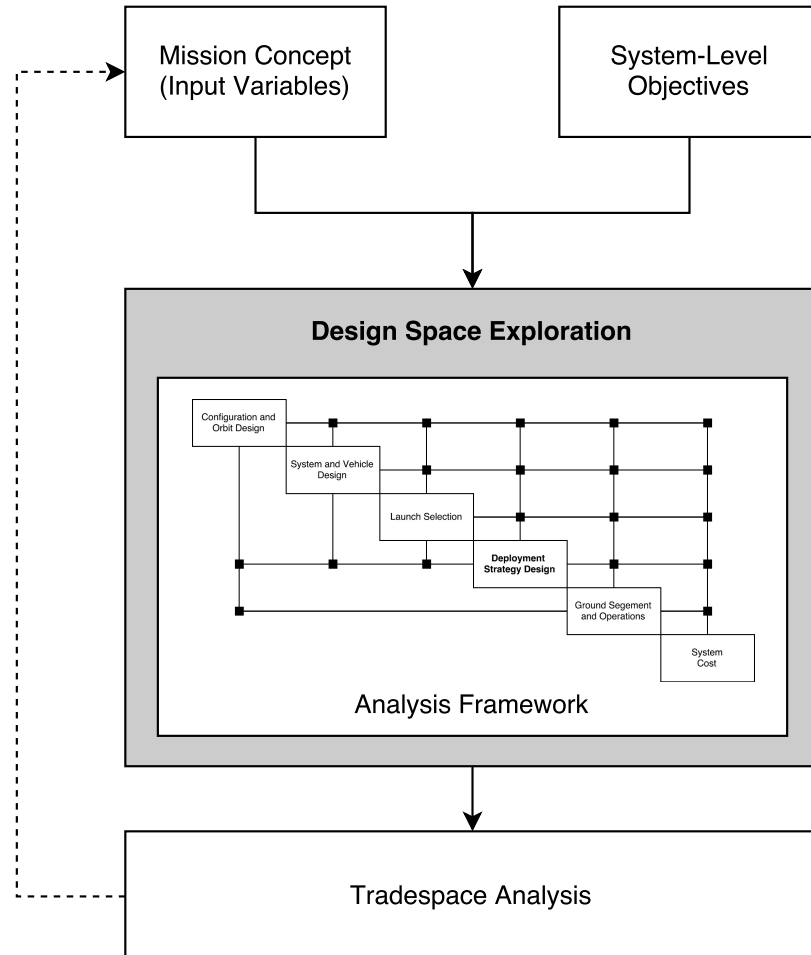 Mission Concept
(Input Variables)
System-Level
Objectives
Design Space Exploration
Configuration and
Orbit Design
System and Vehicle
Design
Launch Selection
Deployment
Strategy Design
Ground Segement
and Operations
System
Cost
Analysis Framework
Tradespace Analysis